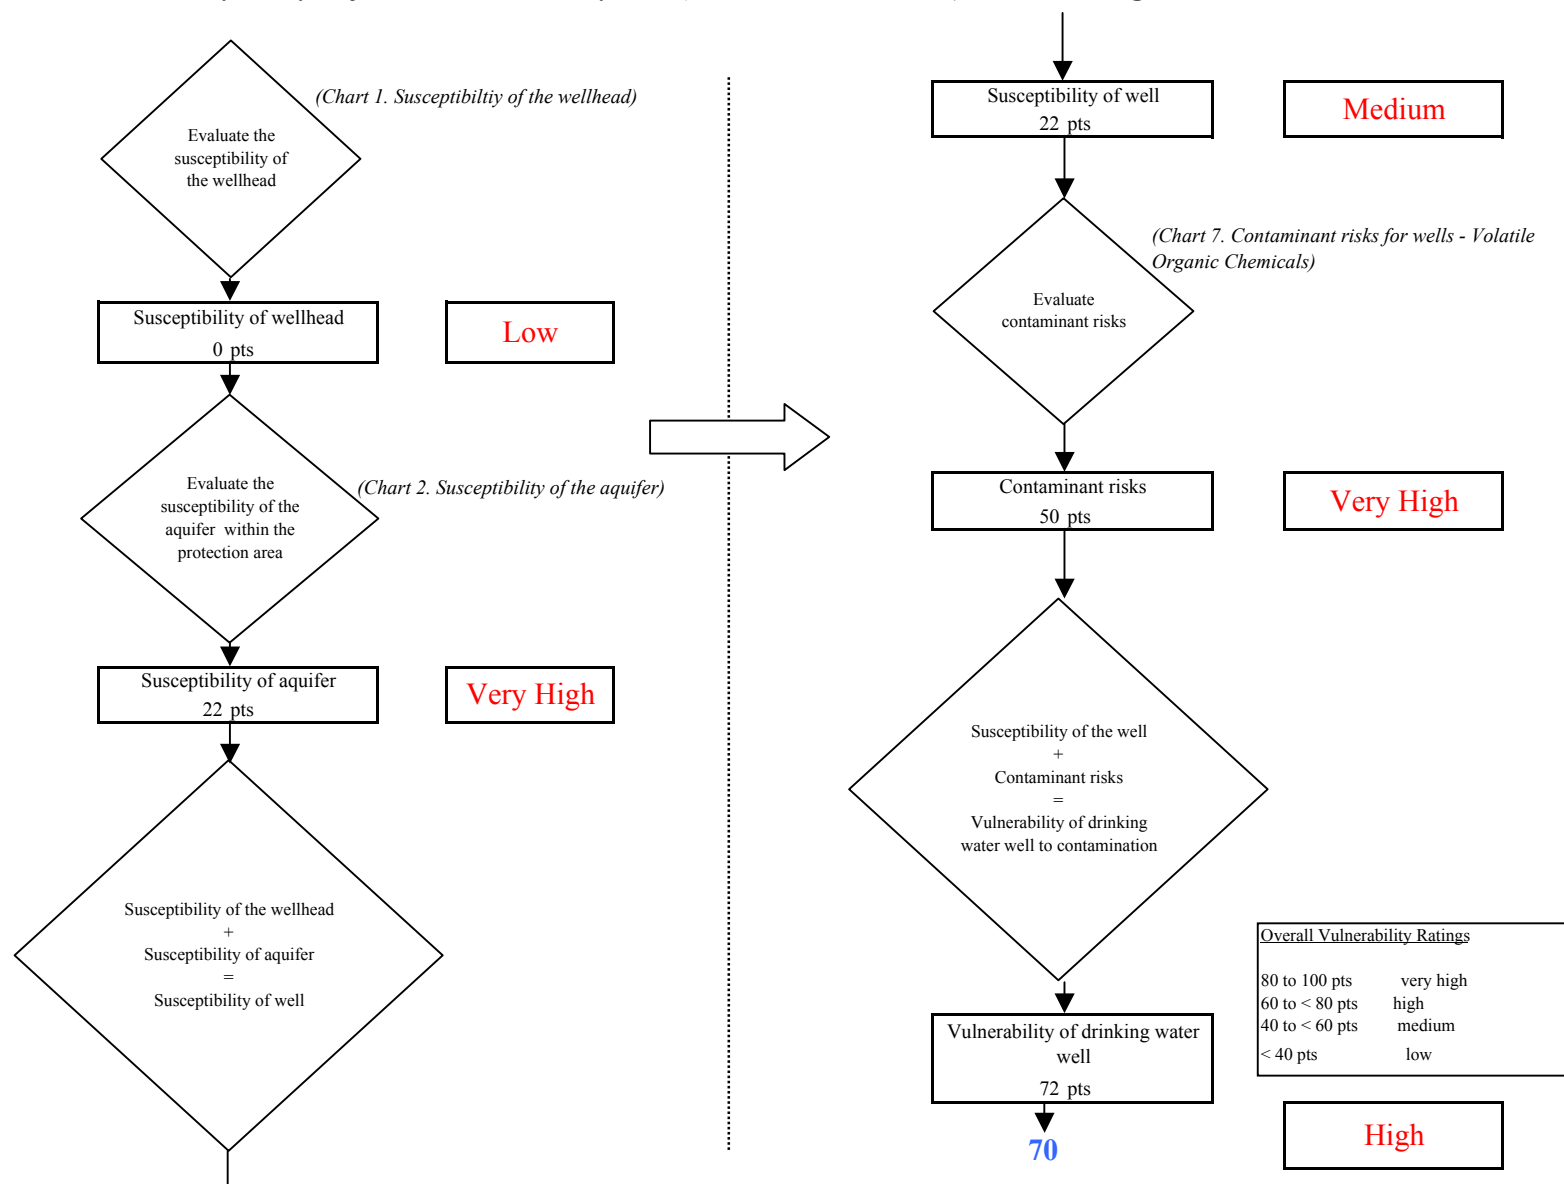 (Chart 1. Susceptibiltiy of the wellhead)
Evaluate the
susceptibility of
the wellhead
Susceptibility of wellhead
0 pts
Low
Evaluate the
susceptibility of the
aquifer within the
protection area
(Chart 2. Susceptibility of the aquifer)
Susceptibility of aquifer
22 pts
Very High
Susceptibility of the wellhead
+
Susceptibility of aquifer
=
Susceptibility of well
Susceptibility of well
22 pts
Medium
(Chart 7. Contaminant risks for wells - Volatile
Organic Chemicals)
Evaluate
contaminant risks
Contaminant risks
50 pts
Very High
Susceptibility of the well
+
Contaminant risks
=
Vulnerability of drinking
water well to contamination
Overall Vulnerability Ratings
80 to 100 pts very high
60 to < 80 pts high
40 to < 60 pts medium
< 40 pts low
Vulnerability of drinking water
well
72 pts
70
High